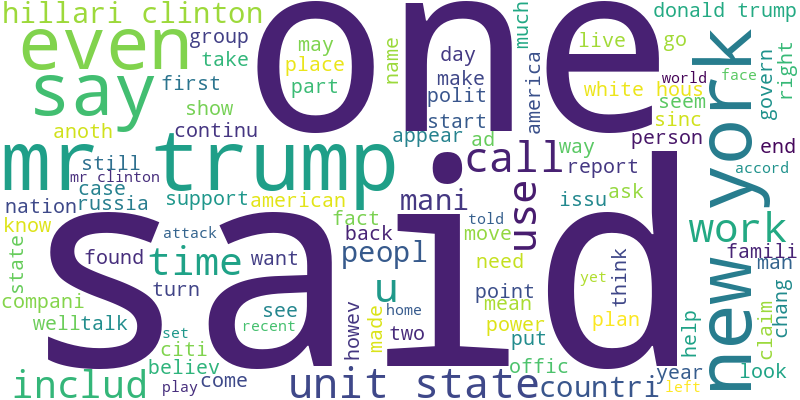 hillari clinton
even
group
take
say
first
show
anoth
continu
one
may
place
part
name
day
make
polit
start
appear
much
america
live
go
donald trump
white hous
world
face
seem
sinc
person
govern
right
new york
end
accord
mr trump
still
mr clinton
case
nation
russia
support
american
mani
call
ad
way
report
issu
ask
use
know
state
fact
back
told
move
said
work
famili
man
found
attack
time
want
peopl
need
think
yet
turn
u
point
mean
compani
well
talk
see
recent
set
citi
howev
made
home
two
power
put
plan
help
claim
chang
believ
includ
play
come
unit state
offic
countri
year
left
look